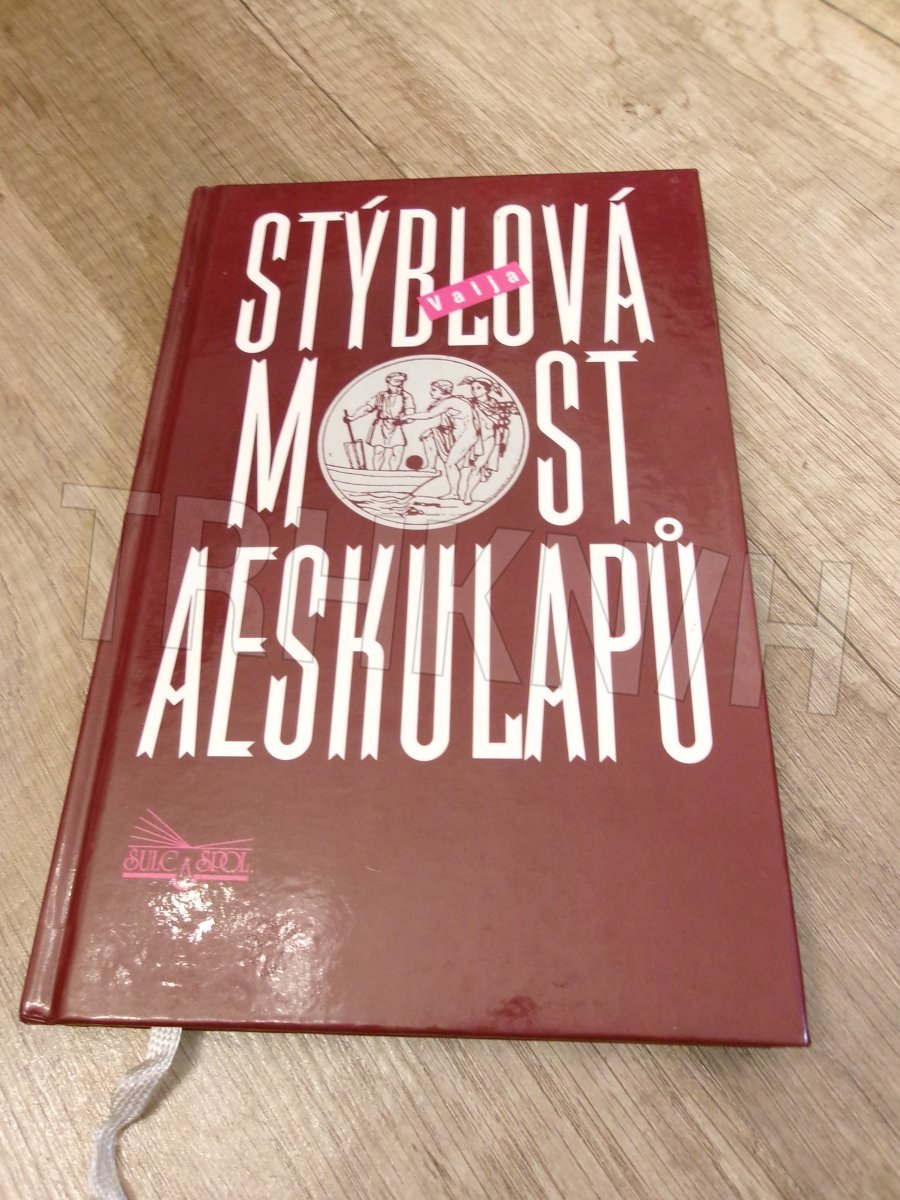 STÝBLOVÁ
Valja
MOST
AESKULAPŮ
ŠULC A SPOL
TRHKNIH